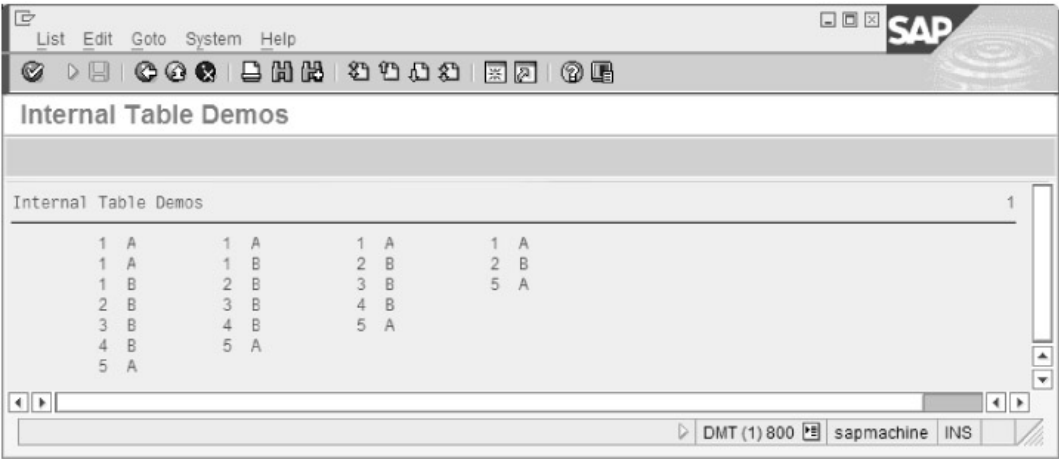 SAP
List Edit Goto System Help
Internal Table Demos
Internal Table Demos 1
1 A 1 A 1 A 1 A
1 A 1 B 2 B 2 B
1 B 2 B 3 B 5 A
2 B 3 B 4 B
3 B 4 B 5 A
4 B 5 A
5 A
DMT (1) 800 sapmachine INS